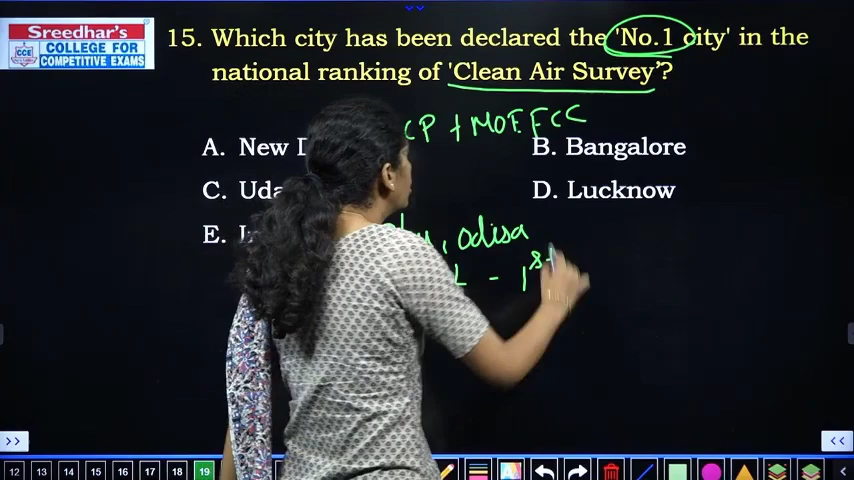 Sreedhar's
CCE
COLLEGE FOR
COMPETITIVE EXAMS
15. Which city has been declared the 'No.1 city' in the
national ranking of 'Clean Air Survey'?
CP + MOEFCC
A. New
B. Bangalore
C. Uda
D. Lucknow
E.
, Odisa
- 1st
12 13 14 15 16 17 18 19